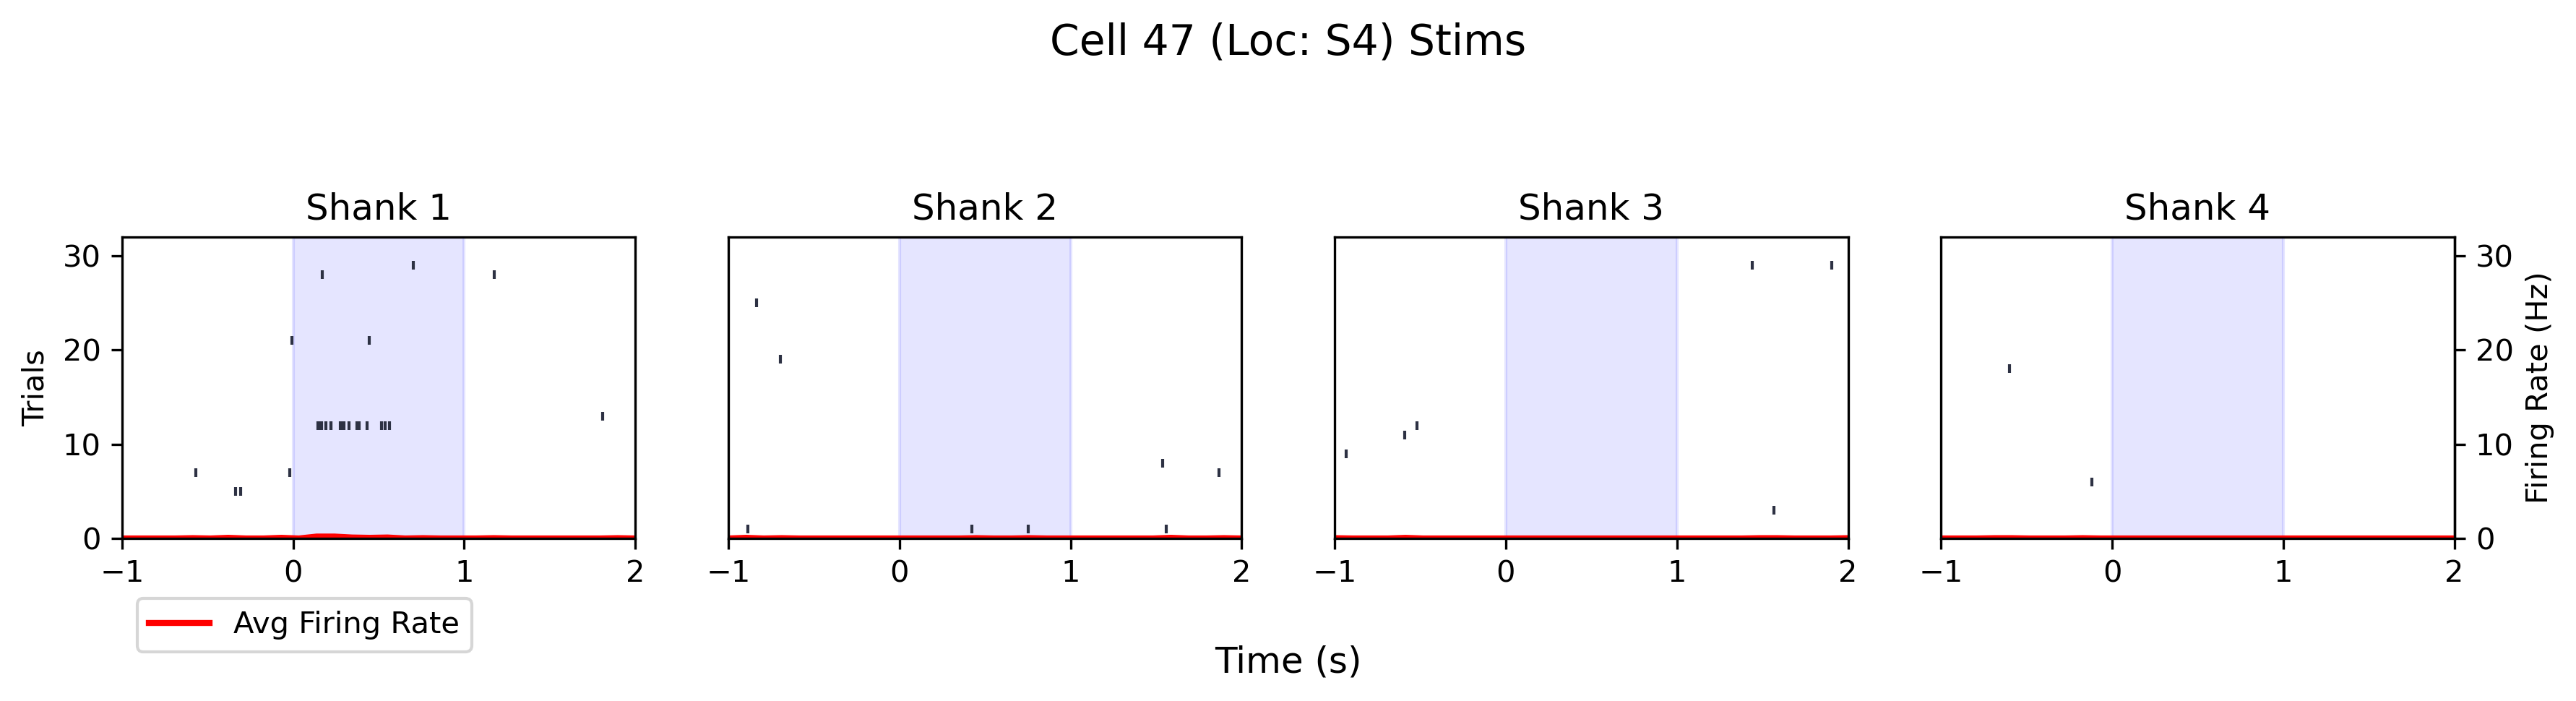 Cell 47 (Loc: S4) Stims
Shank 1
Shank 2
Shank 3
Shank 4
Trials
30
20
10
0
−1
0
1
2
−1
0
1
2
−1
0
1
2
−1
0
1
2
30
20
10
0
Firing Rate (Hz)
Avg Firing Rate
Time (s)